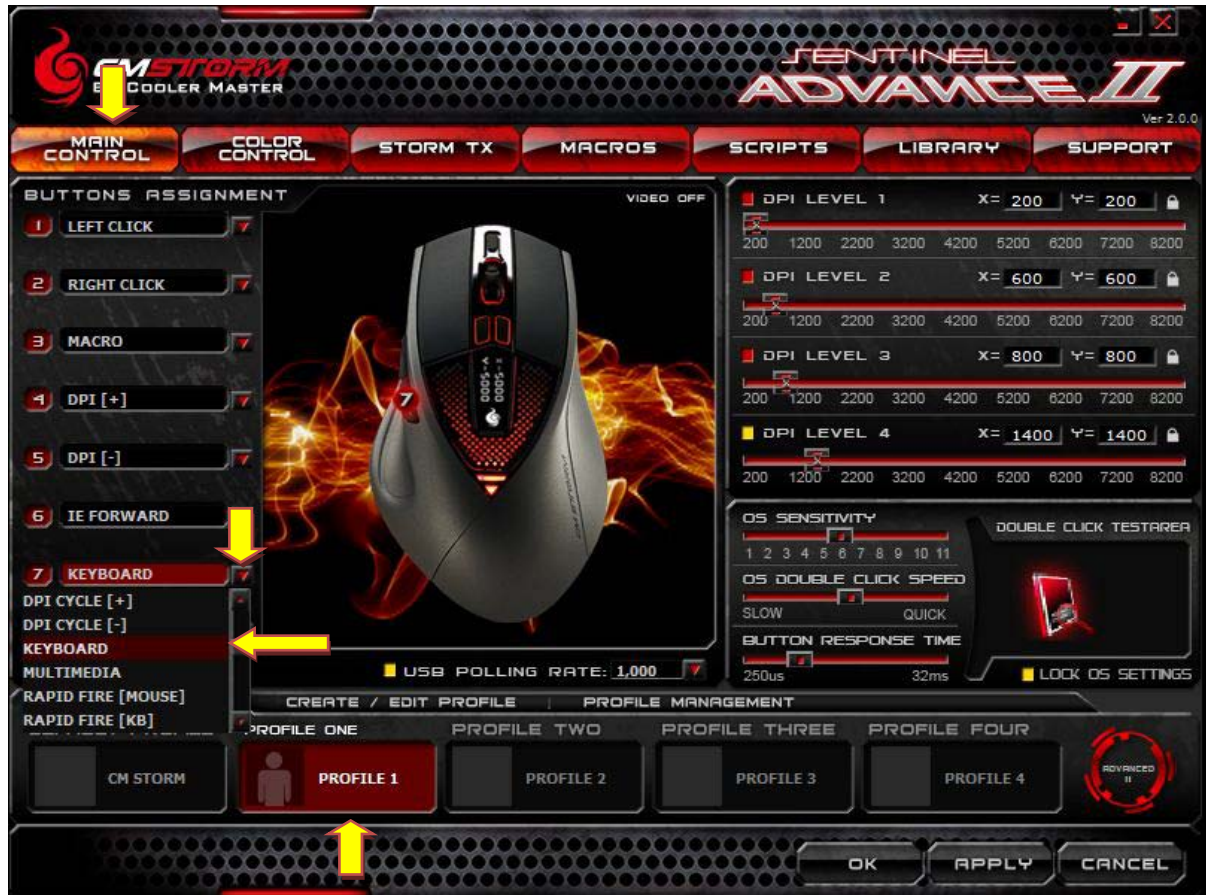 CMSTORM
BY COOLER MASTER
SENTINEL
ADVANCE II
Ver 2.0.0
MAIN CONTROL
COLOR CONTROL
STORM TX
MACROS
SCRIPTS
LIBRARY
SUPPORT
BUTTONS ASSIGNMENT
VIDEO OFF
1 LEFT CLICK
2 RIGHT CLICK
3 MACRO
4 DPI [+]
5 DPI [-]
6 IE FORWARD
7 KEYBOARD
DPI CYCLE [+]
DPI CYCLE [-]
KEYBOARD
MULTIMEDIA
RAPID FIRE [MOUSE]
RAPID FIRE [KB]
7
X-5000
Y-5000
USB POLLING RATE: 1,000
DPI LEVEL 1 X= 200 Y= 200
200 1200 2200 3200 4200 5200 6200 7200 8200
DPI LEVEL 2 X= 600 Y= 600
200 1200 2200 3200 4200 5200 6200 7200 8200
DPI LEVEL 3 X= 800 Y= 800
200 1200 2200 3200 4200 5200 6200 7200 8200
DPI LEVEL 4 X= 1400 Y= 1400
200 1200 2200 3200 4200 5200 6200 7200 8200
OS SENSITIVITY
1 2 3 4 5 6 7 8 9 10 11
OS DOUBLE CLICK SPEED
SLOW QUICK
BUTTON RESPONSE TIME
250us 32ms
DOUBLE CLICK TESTAREA
LOCK OS SETTINGS
CREATE / EDIT PROFILE | PROFILE MANAGEMENT
PROFILE ONE
PROFILE TWO
PROFILE THREE
PROFILE FOUR
CM STORM
PROFILE 1
PROFILE 2
PROFILE 3
PROFILE 4
ADVANCED
II
OK
APPLY
CANCEL